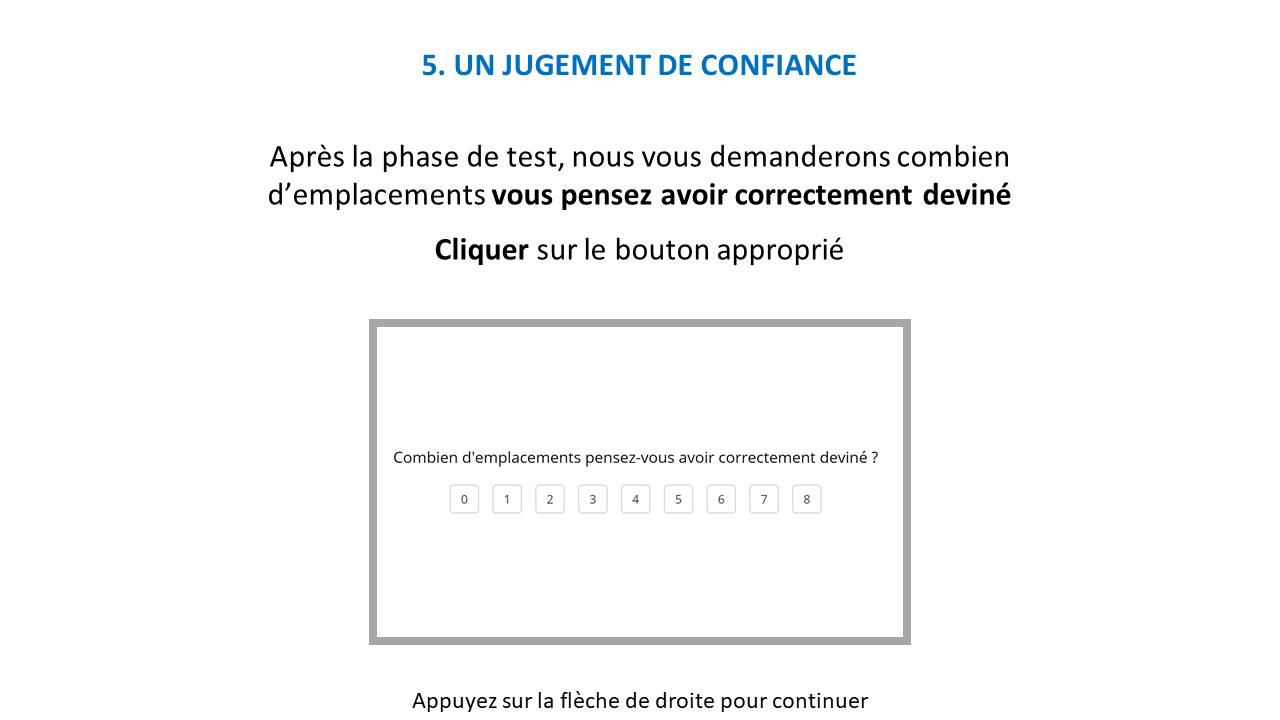 5. UN JUGEMENT DE CONFIANCE
Après la phase de test, nous vous demanderons combien
d’emplacements vous pensez avoir correctement deviné
Cliquer sur le bouton approprié
Combien d'emplacements pensez-vous avoir correctement deviné ?
0 1 2 3 4 5 6 7 8
Appuyez sur la flèche de droite pour continuer